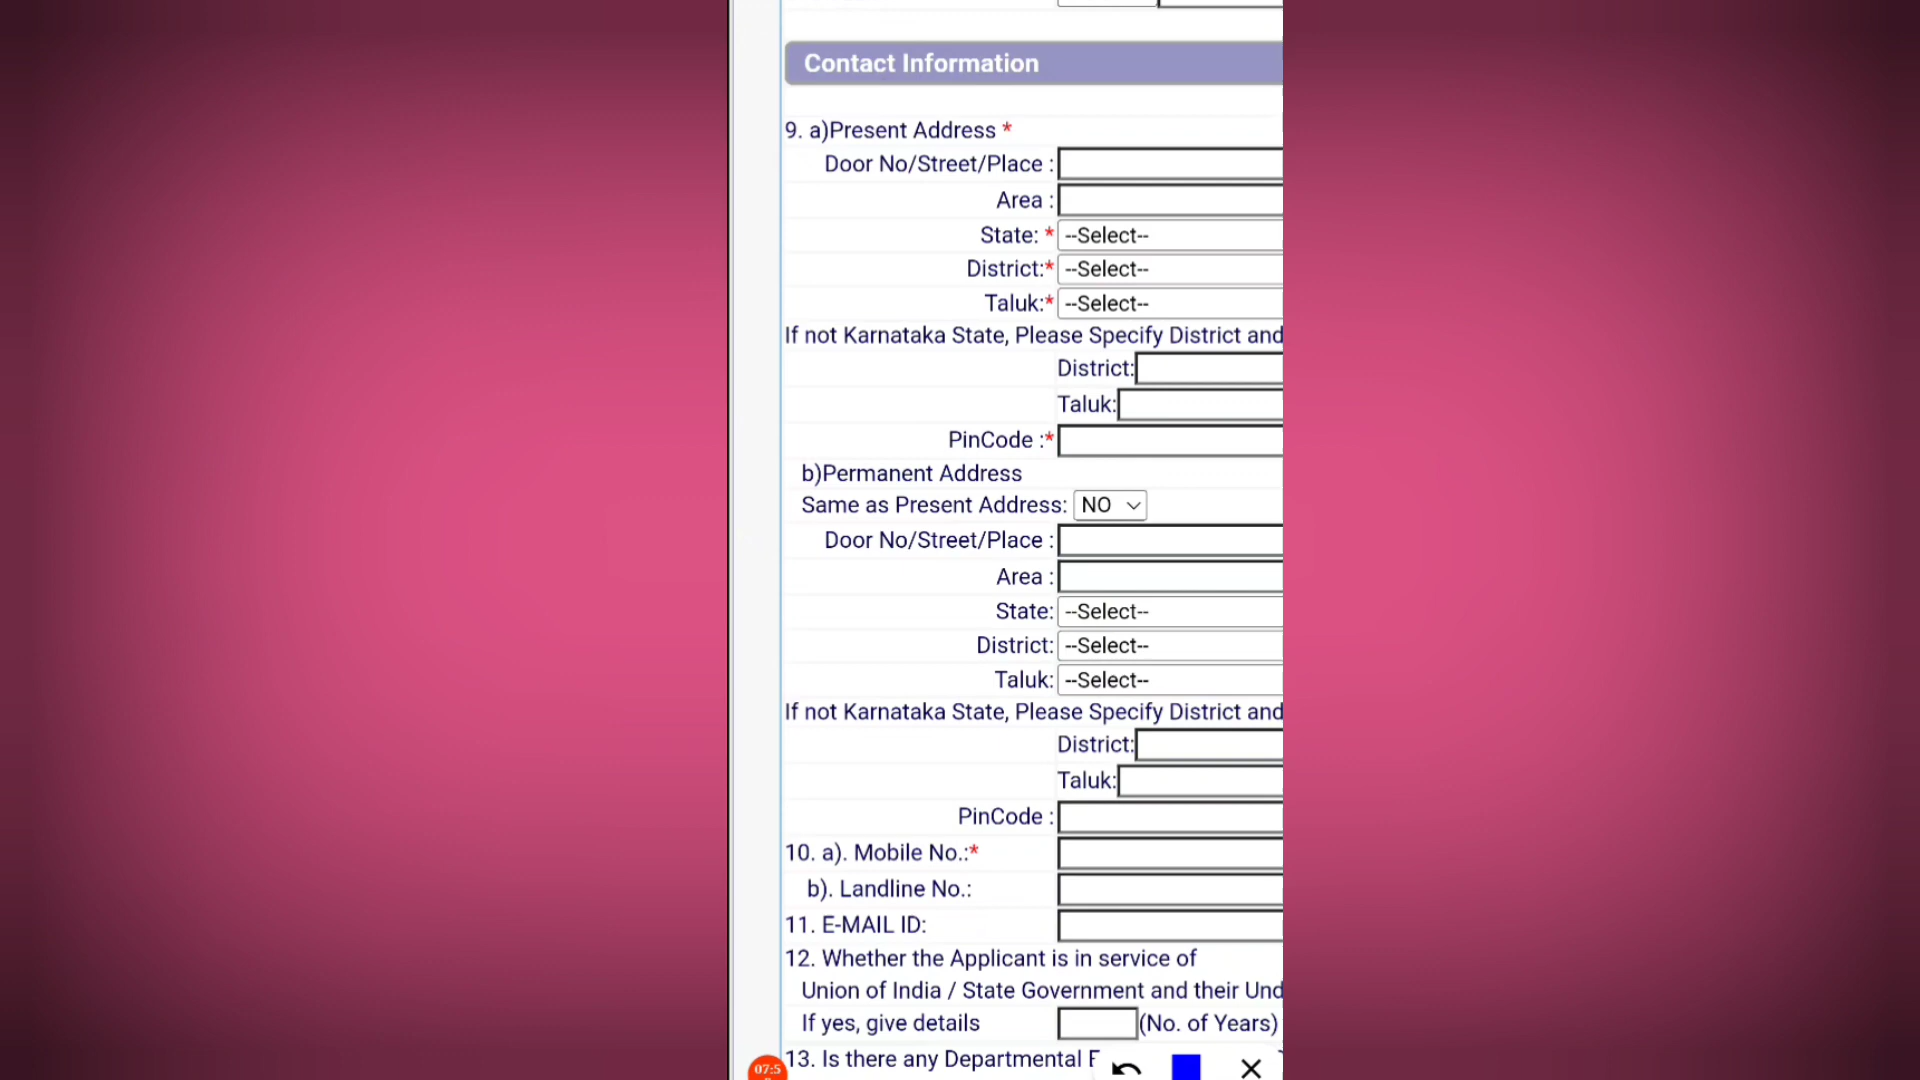 Contact Information
9. a)Present Address *
Door No/Street/Place :
Area :
State: * --Select--
District:* --Select--
Taluk:* --Select--
If not Karnataka State, Please Specify District and
District:
Taluk:
PinCode :*
b)Permanent Address
Same as Present Address: NO
Door No/Street/Place :
Area :
State: --Select--
District: --Select--
Taluk: --Select--
If not Karnataka State, Please Specify District and
District:
Taluk:
PinCode :
10. a). Mobile No.:*
b). Landline No.:
11. E-MAIL ID:
12. Whether the Applicant is in service of
Union of India / State Government and their Und
If yes, give details (No. of Years)
13. Is there any Departmental
07:5